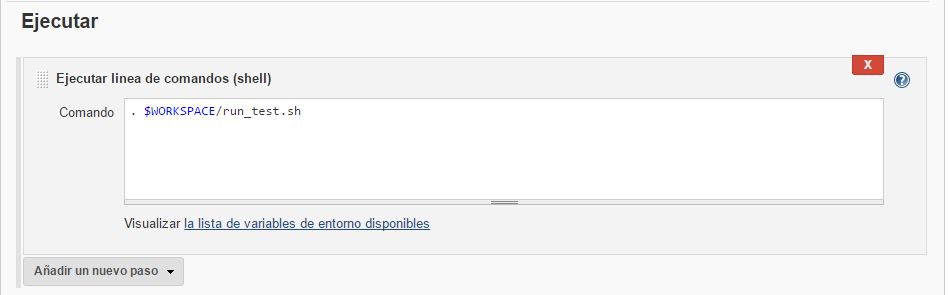 Ejecutar
X
Ejecutar linea de comandos (shell)
?
Comando
. $WORKSPACE/run_test.sh
Visualizar la lista de variables de entorno disponibles
Añadir un nuevo paso